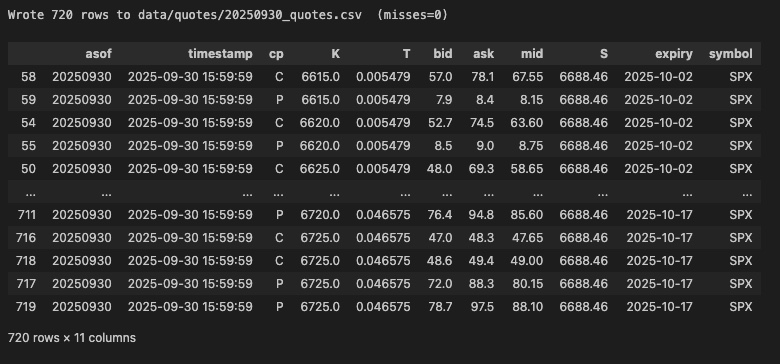 Wrote 720 rows to data/quotes/20250930_quotes.csv  (misses=0)
asof timestamp cp K T bid ask mid S expiry symbol
58 20250930 2025-09-30 15:59:59 C 6615.0 0.005479 57.0 78.1 67.55 6688.46 2025-10-02 SPX
59 20250930 2025-09-30 15:59:59 P 6615.0 0.005479 7.9 8.4 8.15 6688.46 2025-10-02 SPX
54 20250930 2025-09-30 15:59:59 C 6620.0 0.005479 52.7 74.5 63.60 6688.46 2025-10-02 SPX
55 20250930 2025-09-30 15:59:59 P 6620.0 0.005479 8.5 9.0 8.75 6688.46 2025-10-02 SPX
50 20250930 2025-09-30 15:59:59 C 6625.0 0.005479 48.0 69.3 58.65 6688.46 2025-10-02 SPX
... ... ... ... ... ... ... ... ... ... ... ...
711 20250930 2025-09-30 15:59:59 P 6720.0 0.046575 76.4 94.8 85.60 6688.46 2025-10-17 SPX
716 20250930 2025-09-30 15:59:59 C 6725.0 0.046575 47.0 48.3 47.65 6688.46 2025-10-17 SPX
718 20250930 2025-09-30 15:59:59 C 6725.0 0.046575 48.6 49.4 49.00 6688.46 2025-10-17 SPX
717 20250930 2025-09-30 15:59:59 P 6725.0 0.046575 72.0 88.3 80.15 6688.46 2025-10-17 SPX
719 20250930 2025-09-30 15:59:59 P 6725.0 0.046575 78.7 97.5 88.10 6688.46 2025-10-17 SPX
720 rows × 11 columns